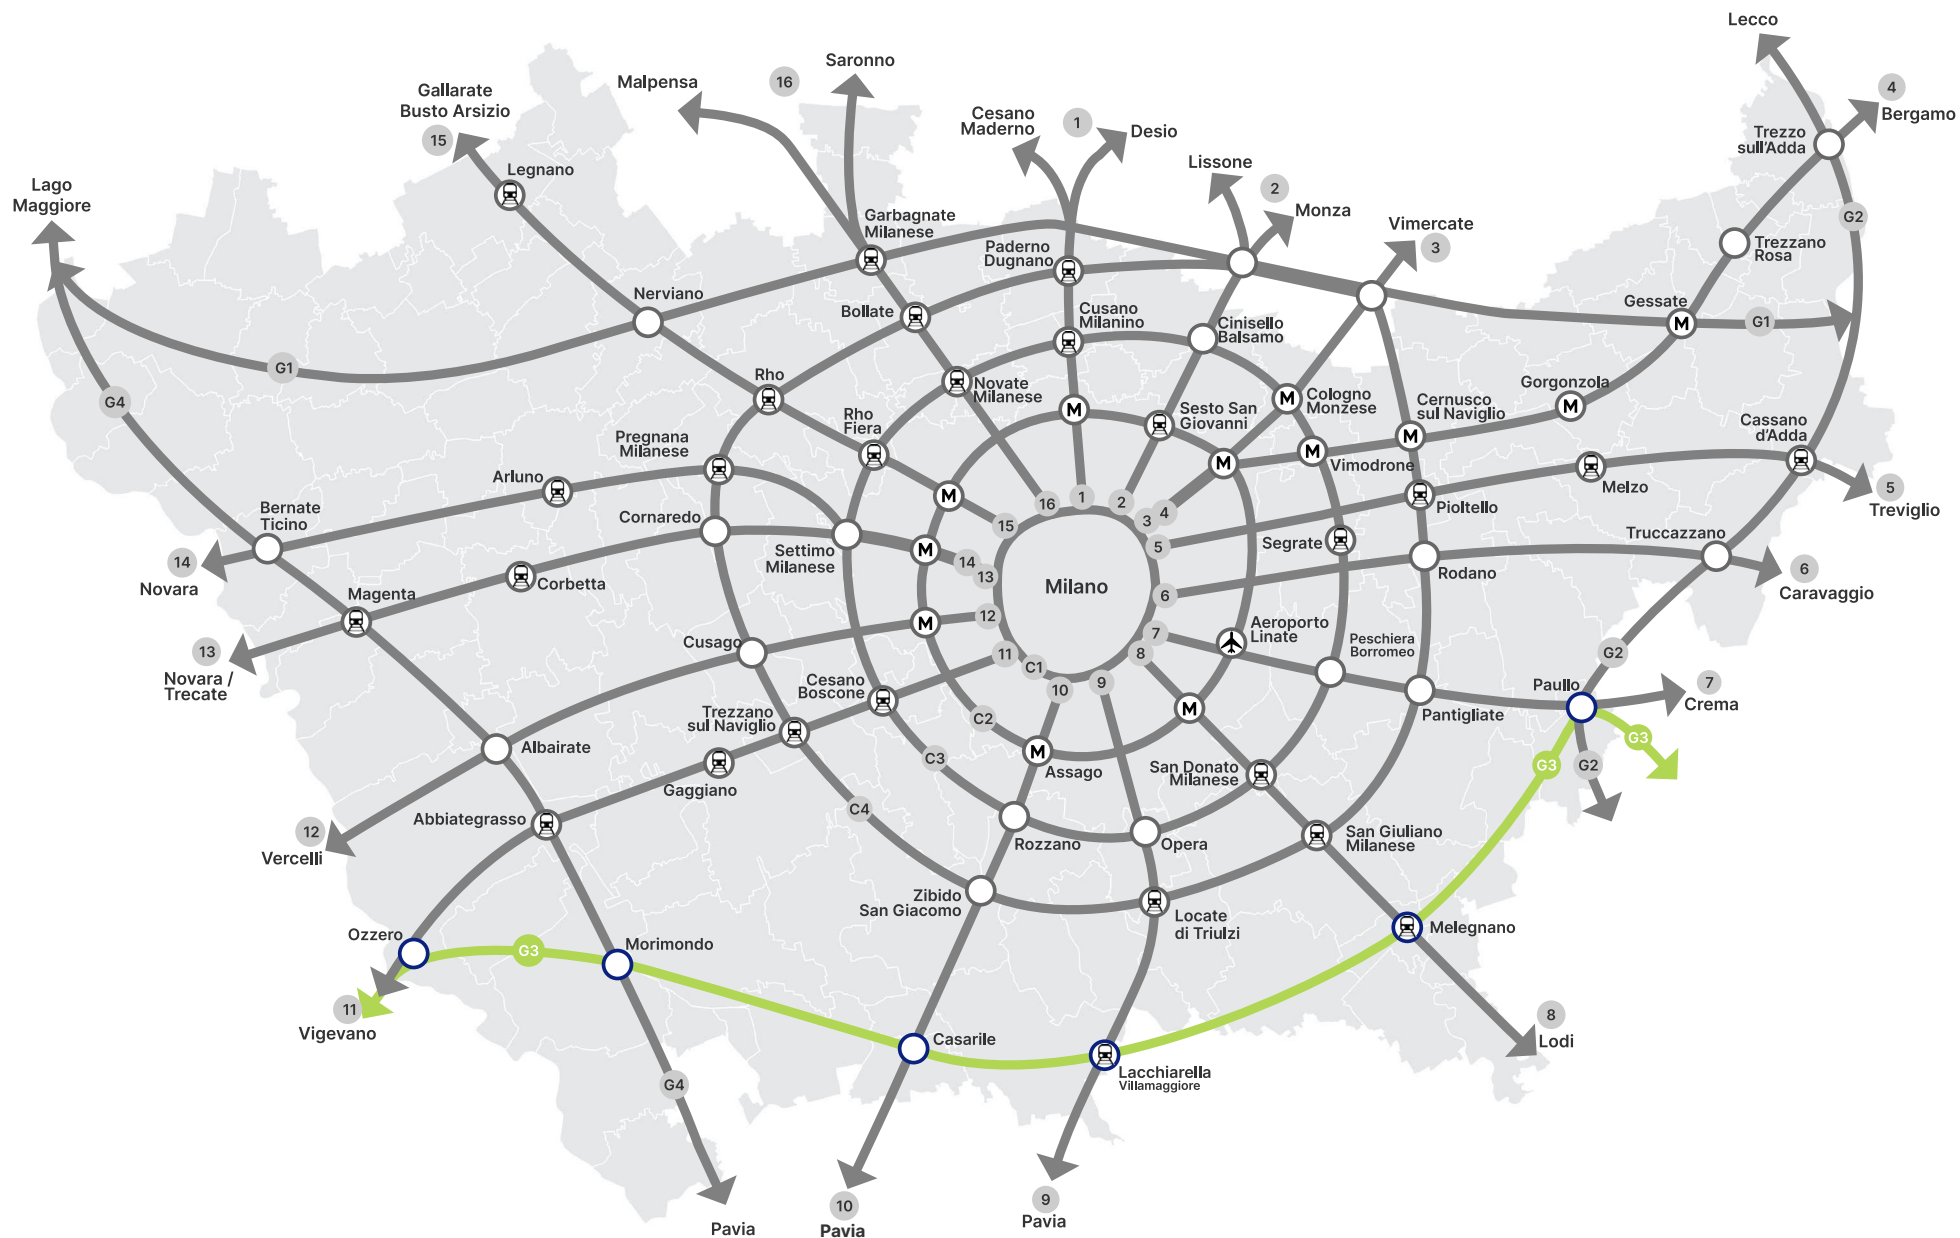 Lecco
4
Bergamo
Trezzo
sull'Adda
Saronno
16
Malpensa
Gallarate
Busto Arsizio
15
Legnano
Cesano
Maderno
1
Desio
Lissone
2
Monza
Vimercate
3
Lago
Maggiore
G2
Trezzano
Rosa
Garbagnate
Milanese
Paderno
Dugnano
Nerviano
Bollate
Cusano
Milanino
Cinisello
Balsamo
Gessate
M
G1
G1
G4
Rho
Novate
Milanese
Rho
Fiera
M
Sesto San
Giovanni
M
Cologno
Monzese
Cernusco
sul Naviglio
M
Gorgonzola
M
Cassano
d'Adda
Pregnana
Milanese
Arluno
M
M
M
Vimodrone
Melzo
Pioltello
5
Treviglio
Bernate
Ticino
Cornaredo
Settimo
Milanese
M
16
1
2
3
4
15
5
14
13
6
12
7
11
8
C1
10
9
Milano
Segrate
Rodano
Truccazzano
6
Caravaggio
14
Novara
Magenta
Corbetta
13
Novara /
Trecate
Cusago
M
Aeroporto
Linate
Peschiera
Borromeo
G2
Paullo
7
Crema
Pantigliate
Cesano
Boscone
Trezzano
sul Naviglio
C2
C3
C4
M
M
Assago
San Donato
Milanese
G3
G3
G2
Albairate
Gaggiano
Abbiategrasso
12
Vercelli
Rozzano
Opera
San Giuliano
Milanese
Zibido
San Giacomo
Locate
di Triulzi
Melegnano
Ozzero
G3
Morimondo
11
Vigevano
Casarile
Lacchiarella
Villamaggiore
8
Lodi
G4
Pavia
10
Pavia
9
Pavia